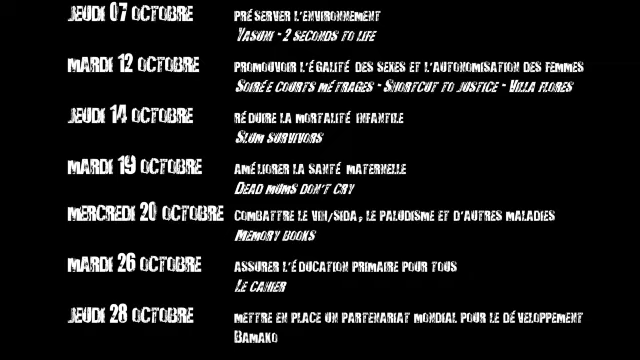 JEUDI 07 OCTOBRE PRÉSERVER L'ENVIRONNEMENT
YASUNI - 2 SECONDS TO LIFE
MARDI 12 OCTOBRE PROMOUVOIR L'ÉGALITÉ DES SEXES ET L'AUTONOMISATION DES FEMMES
SOIRÉE COURTS MÉTRAGES - SHORTCUT TO JUSTICE - VILLA FLORES
JEUDI 14 OCTOBRE RÉDUIRE LA MORTALITÉ INFANTILE
SLUM SURVIVORS
MARDI 19 OCTOBRE AMÉLIORER LA SANTÉ MATERNELLE
DEAD MUMS DON'T CRY
MERCREDI 20 OCTOBRE COMBATTRE LE VIH/SIDA, LE PALUDISME ET D'AUTRES MALADIES
MEMORY BOOKS
MARDI 26 OCTOBRE ASSURER L'ÉDUCATION PRIMAIRE POUR TOUS
LE CAHIER
JEUDI 28 OCTOBRE METTRE EN PLACE UN PARTENARIAT MONDIAL POUR LE DÉVELOPPEMENT
BAMAKO